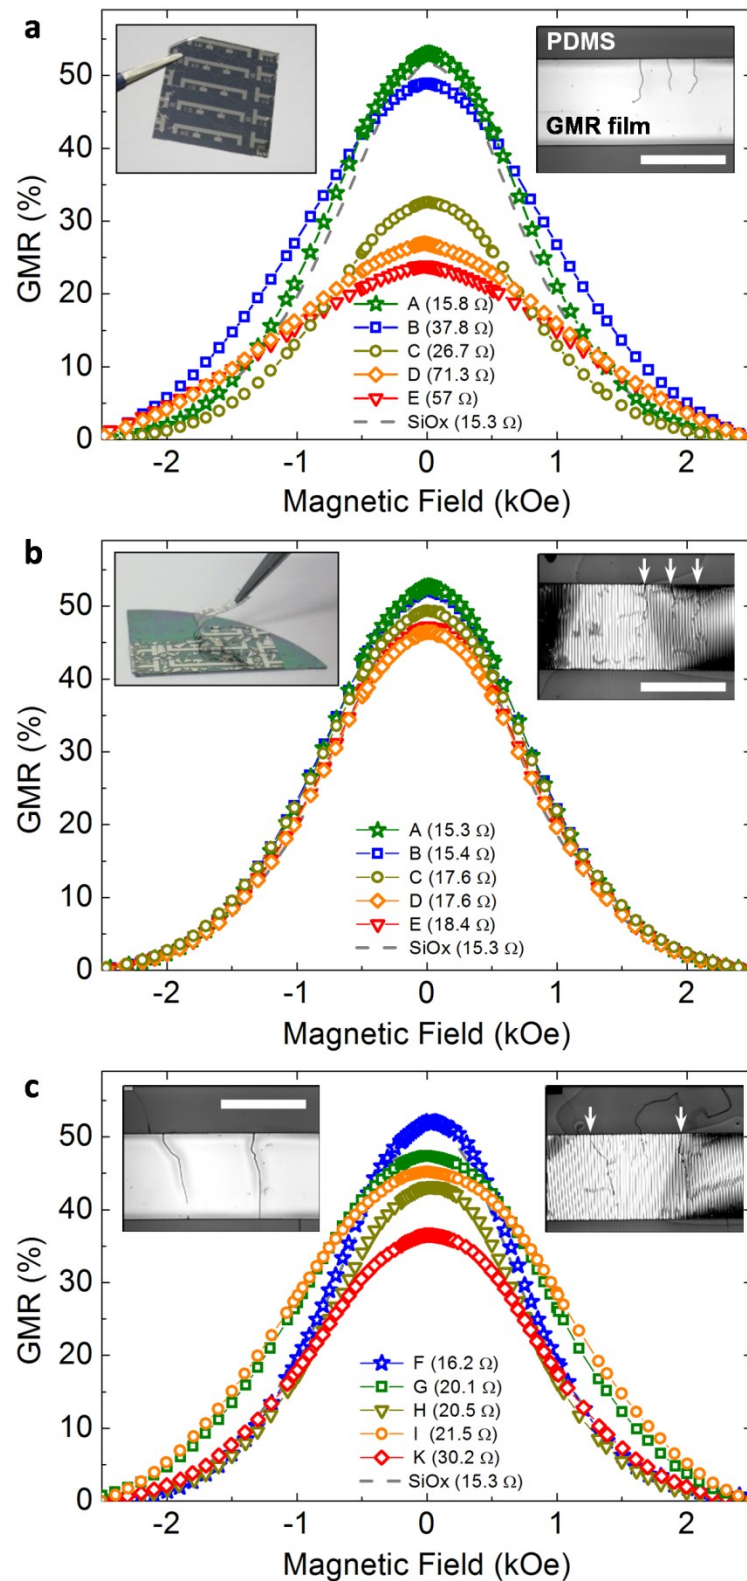 a
PDMS
GMR film
50
40
30
20
10
0
GMR (%)
A (15.8 Ω)
B (37.8 Ω)
C (26.7 Ω)
D (71.3 Ω)
E (57 Ω)
SiOx (15.3 Ω)
-2 -1 0 1 2
Magnetic Field (kOe)
b
50
40
30
20
10
0
GMR (%)
A (15.3 Ω)
B (15.4 Ω)
C (17.6 Ω)
D (17.6 Ω)
E (18.4 Ω)
SiOx (15.3 Ω)
-2 -1 0 1 2
Magnetic Field (kOe)
c
50
40
30
20
10
0
GMR (%)
F (16.2 Ω)
G (20.1 Ω)
H (20.5 Ω)
I (21.5 Ω)
K (30.2 Ω)
SiOx (15.3 Ω)
-2 -1 0 1 2
Magnetic Field (kOe)